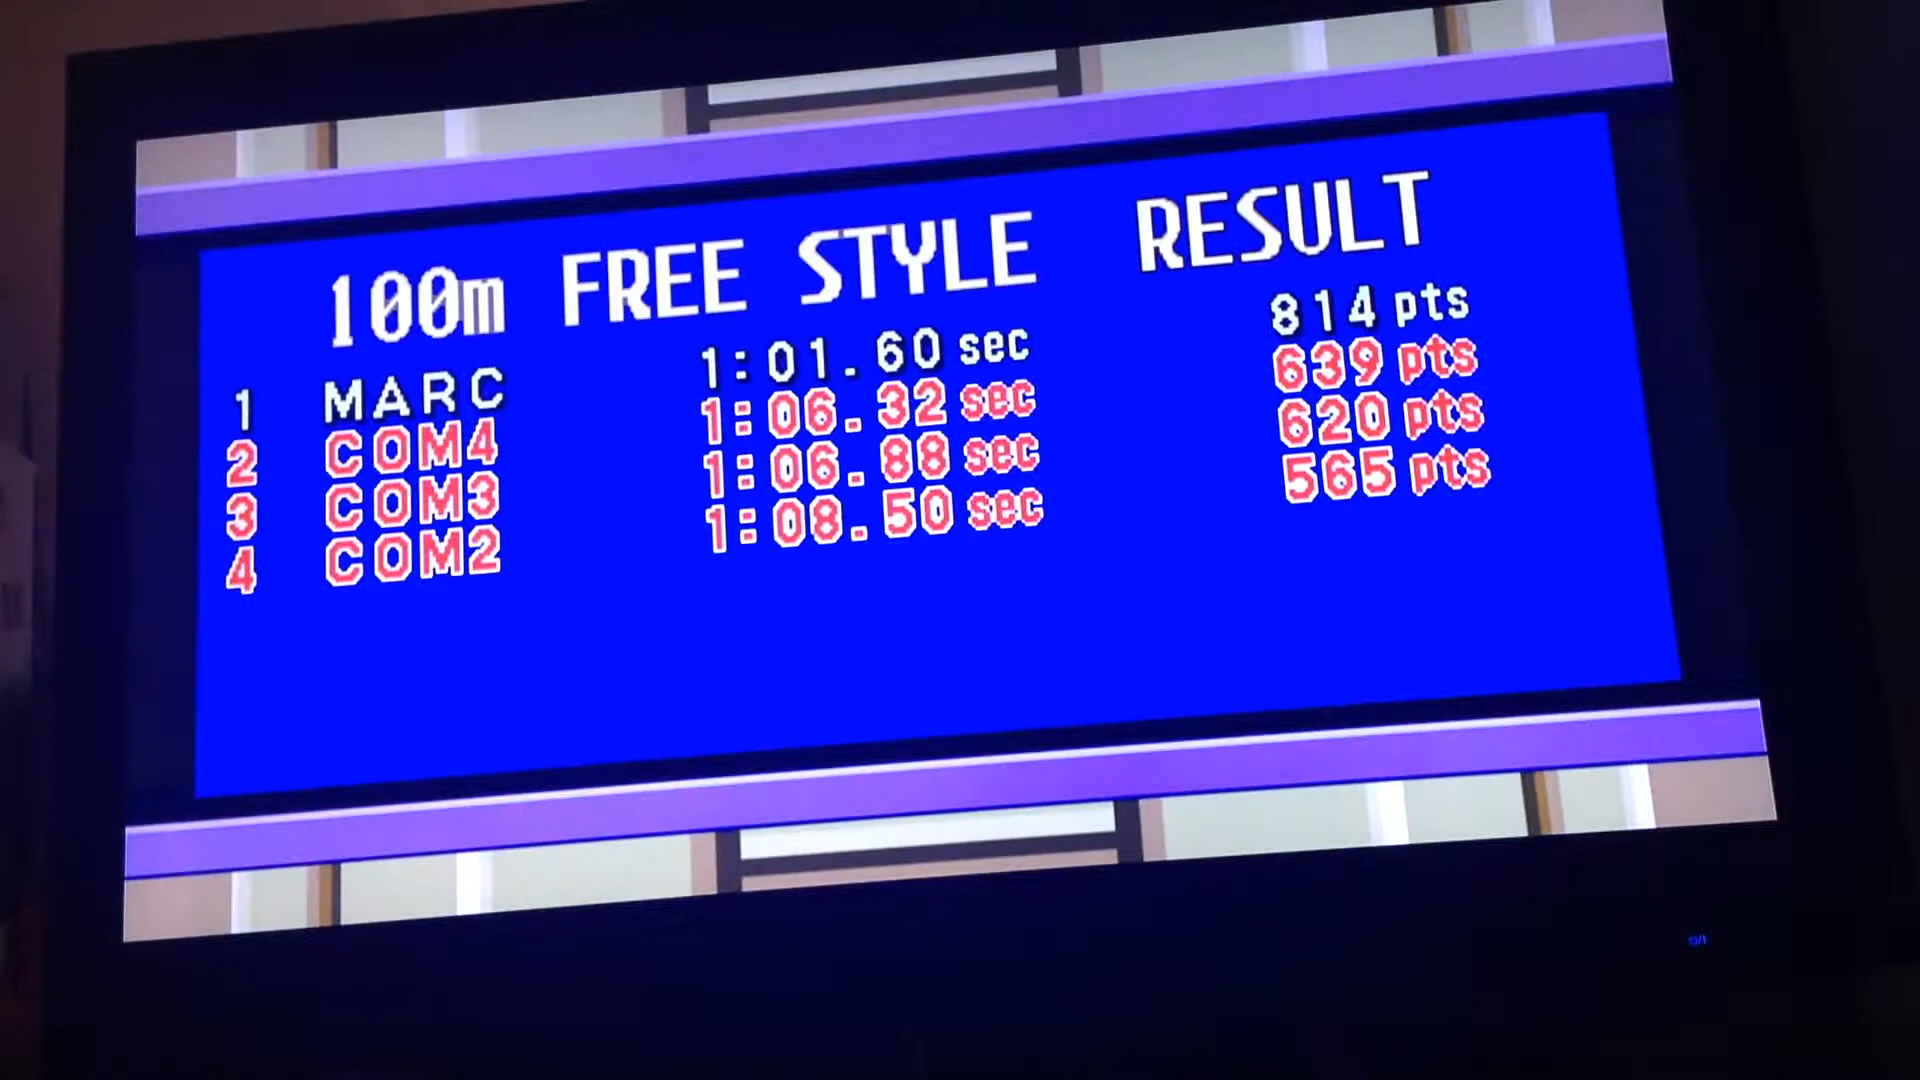 100m FREE STYLE RESULT
1 MARC 1:01.60 sec 814 pts
2 COM4 1:06.32 sec 639 pts
3 COM3 1:06.88 sec 620 pts
4 COM2 1:08.50 sec 565 pts